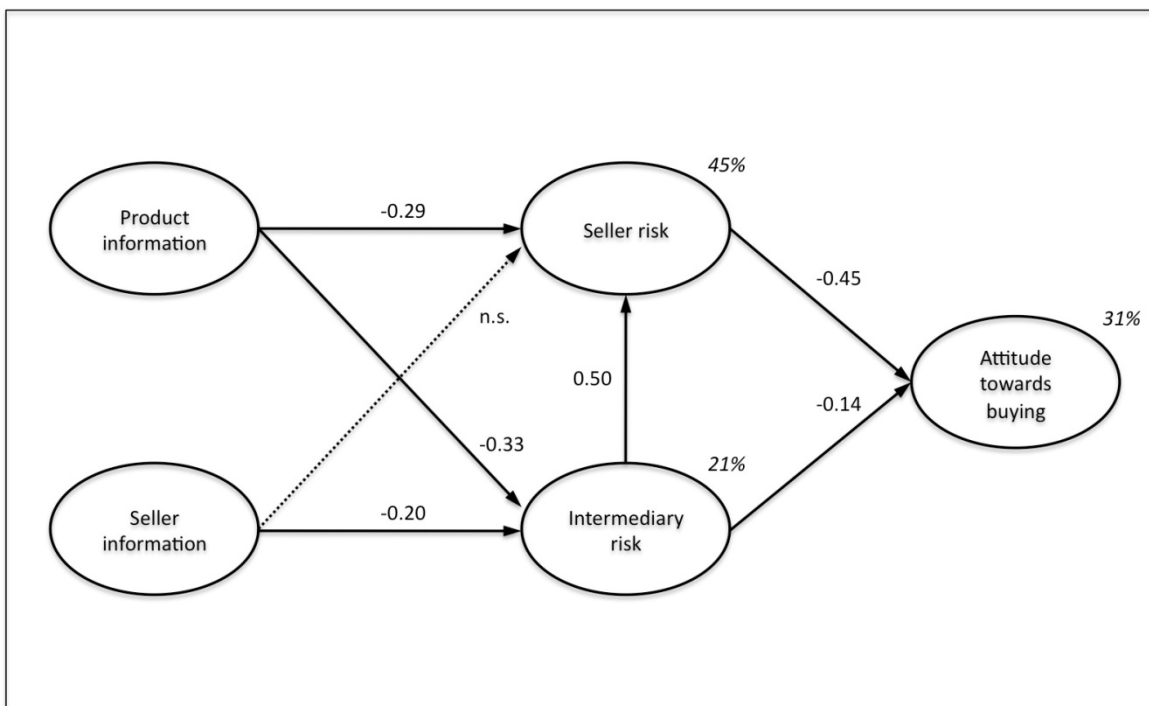 45%
Product
information
-0.29
Seller risk
-0.45
n.s.
31%
Attitude
towards
buying
0.50
-0.14
-0.33
21%
Seller
information
-0.20
Intermediary
risk